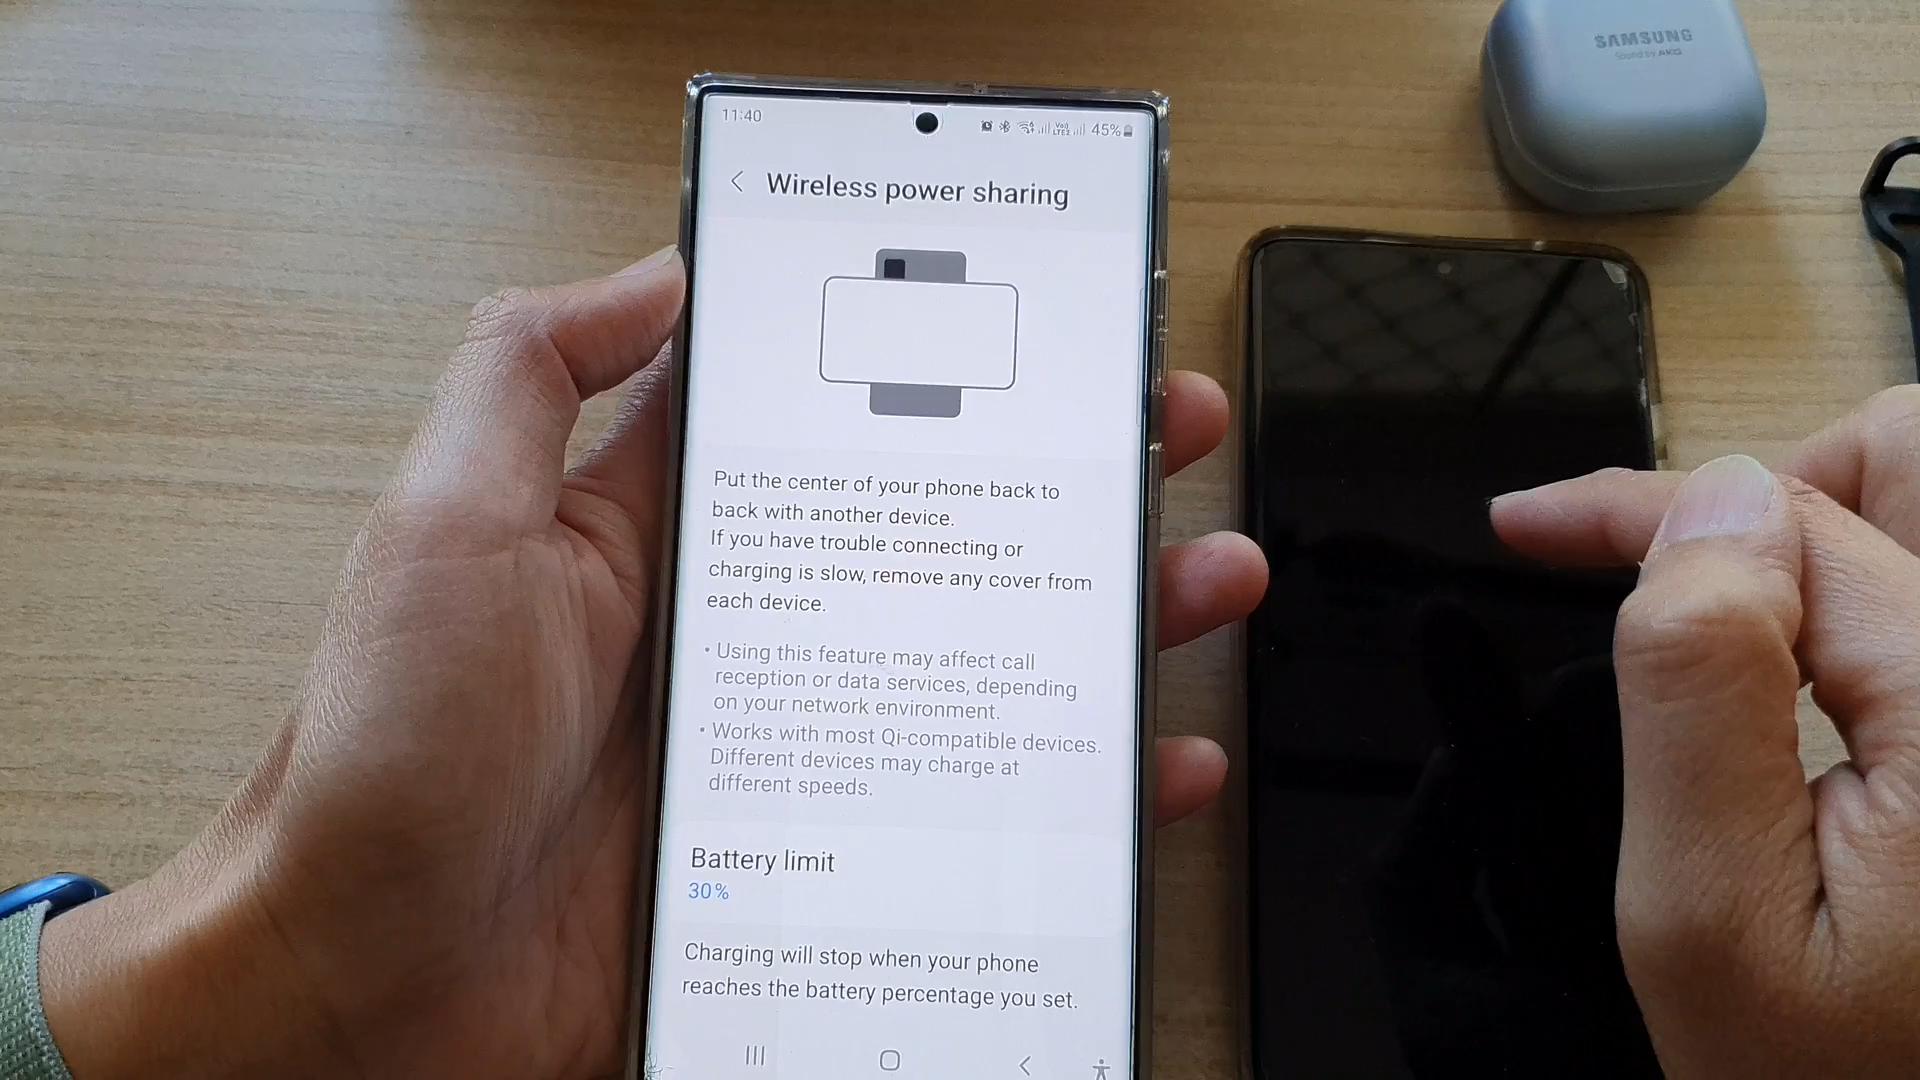 11:40
45%
Wireless power sharing
Put the center of your phone back to
back with another device.
If you have trouble connecting or
charging is slow, remove any cover from
each device.
• Using this feature may affect call
reception or data services, depending
on your network environment.
• Works with most Qi-compatible devices.
Different devices may charge at
different speeds.
Battery limit
30%
Charging will stop when your phone
reaches the battery percentage you set.
SAMSUNG
Sound by AKG